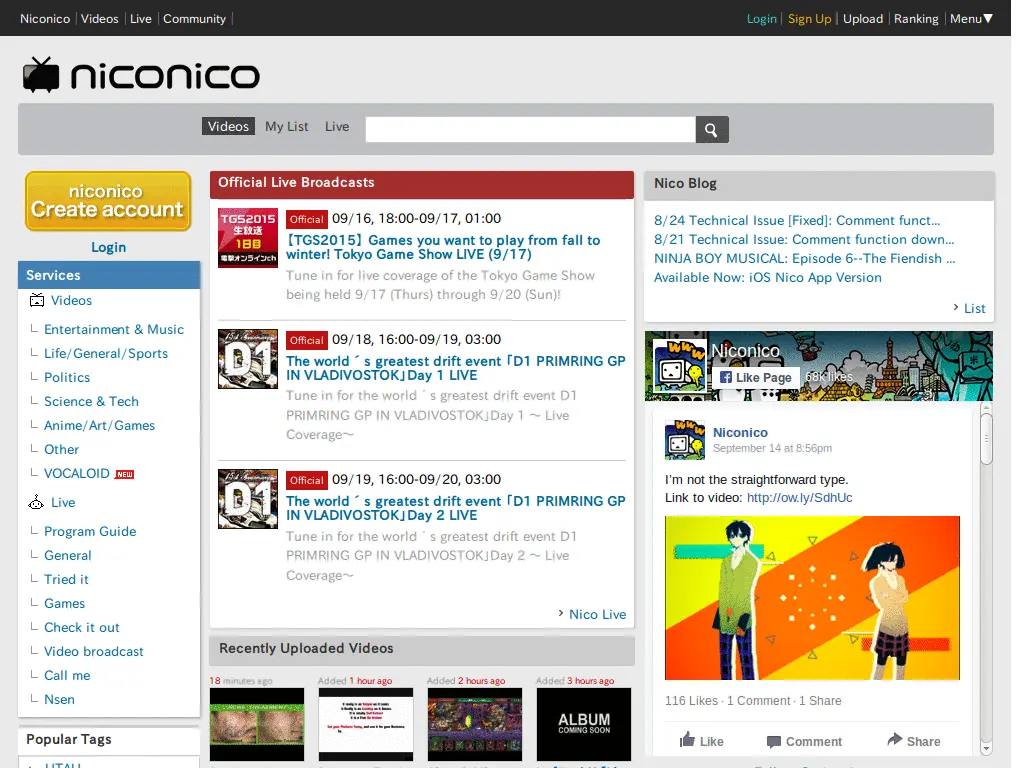 Niconico Videos Live Community
Login Sign Up Upload Ranking Menu▼
niconico
Videos My List Live
niconico
Create account
Login
Services
Videos
Entertainment & Music
Life/General/Sports
Politics
Science & Tech
Anime/Art/Games
Other
VOCALOID NEW
Live
Program Guide
General
Tried it
Games
Check it out
Video broadcast
Call me
Nsen
Popular Tags
Official Live Broadcasts
TGS2015
生放送
1日目
電撃オンラインch
Official 09/16, 18:00-09/17, 01:00
【TGS2015】 Games you want to play from fall to
winter! Tokyo Game Show LIVE (9/17)
Tune in for live coverage of the Tokyo Game Show
being held 9/17 (Thurs) through 9/20 (Sun)!
D1
Official 09/18, 16:00-09/19, 03:00
The world´s greatest drift event 「D1 PRIMRING GP
IN VLADIVOSTOK」Day 1 LIVE
Tune in for the world´s greatest drift event D1
PRIMRING GP IN VLADIVOSTOK」Day 1 ～ Live
Coverage～
D1
Official 09/19, 16:00-09/20, 03:00
The world´s greatest drift event 「D1 PRIMRING GP
IN VLADIVOSTOK」Day 2 LIVE
Tune in for the world´s greatest drift event D1
PRIMRING GP IN VLADIVOSTOK」Day 2 ～ Live
Coverage～
› Nico Live
Recently Uploaded Videos
18 minutes ago
Added 1 hour ago
Added 2 hours ago
Added 3 hours ago
ALBUM
COMING SOON
Nico Blog
8/24 Technical Issue [Fixed]: Comment funct...
8/21 Technical Issue: Comment function down...
NINJA BOY MUSICAL: Episode 6--The Fiendish ...
Available Now: iOS Nico App Version
› List
WWW
Niconico
Like Page 68k likes
WWW
Niconico
September 14 at 8:56pm
I'm not the straightforward type.
Link to video: http://ow.ly/SdhUc
116 Likes · 1 Comment · 1 Share
Like Comment Share